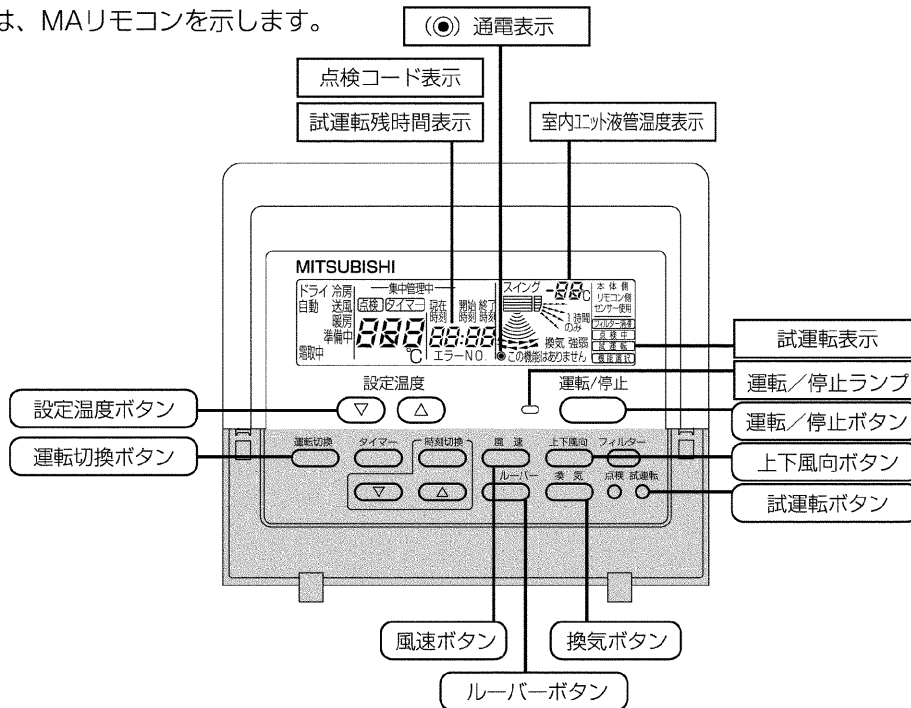 は、MAリモコンを示します。
(◉) 通電表示
点検コード表示
試運転残時間表示
室内ユニット液管温度表示
MITSUBISHI
ドライ 冷房
自動 送風
暖房
準備中
霜取中
集中管理中
点検 タイマー
現在時刻 開始時刻 終了時刻
888℃
88:88
エラーNO.
スイング
-88℃
1時間のみ
換気 強弱
◉この機能はありません
本体側
リモコン側
センサー使用
フィルター清掃
点検中
試運転
機能選択
設定温度
▽ △
運転/停止
試運転表示
運転/停止ランプ
設定温度ボタン
運転/停止ボタン
運転切換 タイマー 時刻切換 風速 上下風向 フィルター
運転切換ボタン
上下風向ボタン
▽ △ ルーバー 換気 点検 試運転
試運転ボタン
風速ボタン
換気ボタン
ルーバーボタン